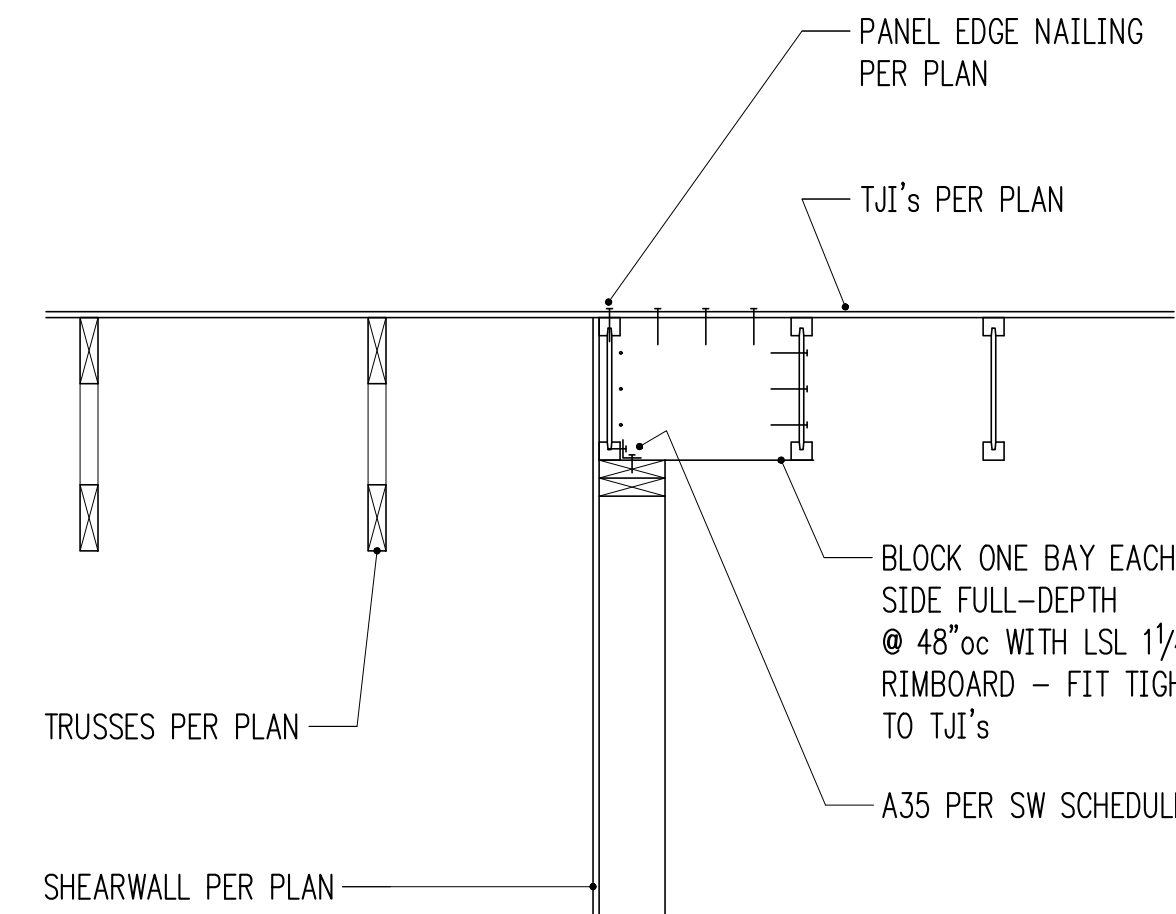 PANEL EDGE NAILING
PER PLAN
TJI's PER PLAN
BLOCK ONE BAY EACH
SIDE FULL-DEPTH
@ 48"oc WITH LSL
RIMBOARD - FIT
TO TJI's
TRUSSES PER PLAN
A35 PER SW
SHEARWALL PER PLAN